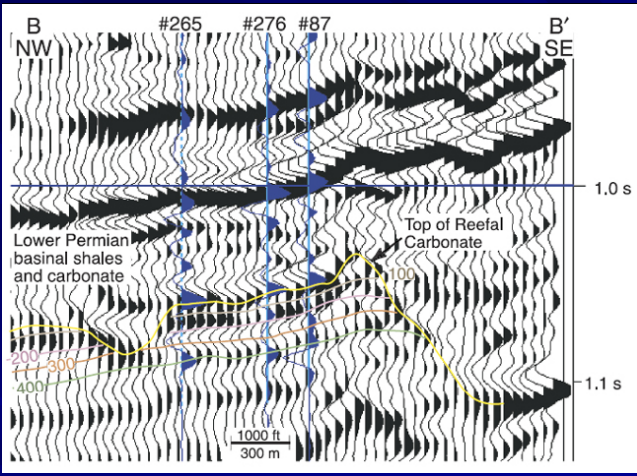 B
NW
#265
#276
#87
B′
SE
1.0 s
Lower Permian
basinal shales
and carbonate
Top of Reefal
Carbonate
100
-200
-300
400
1.1 s
1000 ft
300 m